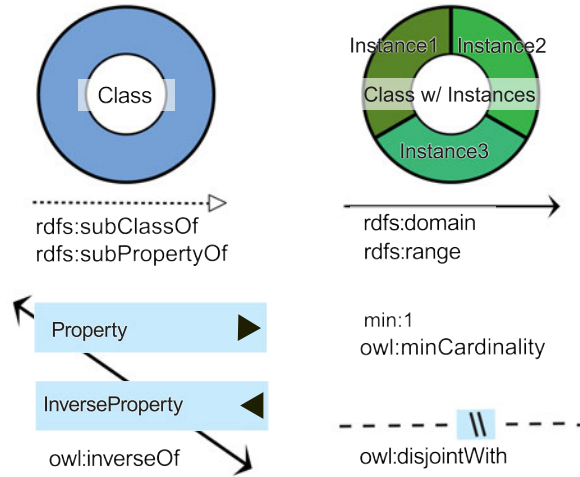 Class
Instance1
Instance2
Class w/ Instances
Instance3
rdfs:subClassOf
rdfs:subPropertyOf
rdfs:domain
rdfs:range
Property
InverseProperty
owl:inverseOf
min:1
owl:minCardinality
\\
owl:disjointWith